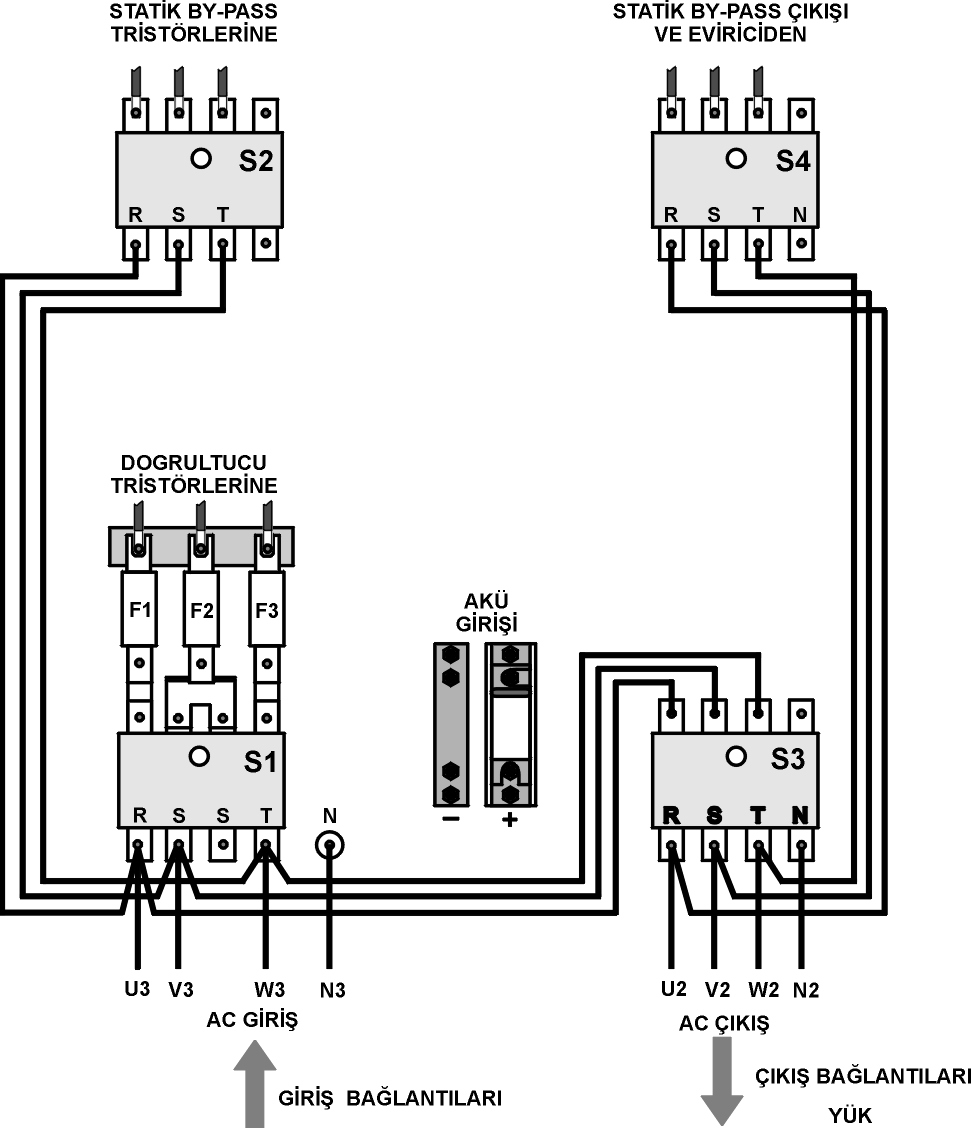 STATİK BY-PASS
TRİSTÖRLERİNE
STATİK BY-PASS ÇIKIŞI
VE EVİRİCİDEN
S2
R S T
S4
R S T N
DOGRULTUCU
TRİSTÖRLERİNE
F1 F2 F3
AKÜ
GİRİŞİ
S1
R S S T
N
− +
S3
R S T N
U3 V3 W3 N3
AC GİRİŞ
U2 V2 W2 N2
AC ÇIKIŞ
GİRİŞ BAĞLANTILARI
ÇIKIŞ BAĞLANTILARI
YÜK